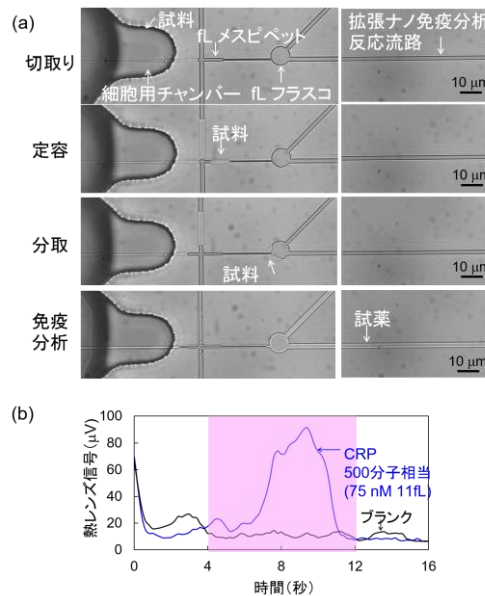 (a)
試料
fL メスピペット
拡張ナノ免疫分析
反応流路
切取り
細胞用チャンバー fL フラスコ
10 μm
定容
試料
10 μm
分取
試料
10 μm
免疫
分析
試薬
10 μm
(b)
熱レンズ信号(μV)
100
80
60
40
20
0
CRP
500分子相当
(75 nM 11fL)
ブランク
0
4
8
12
16
時間(秒)